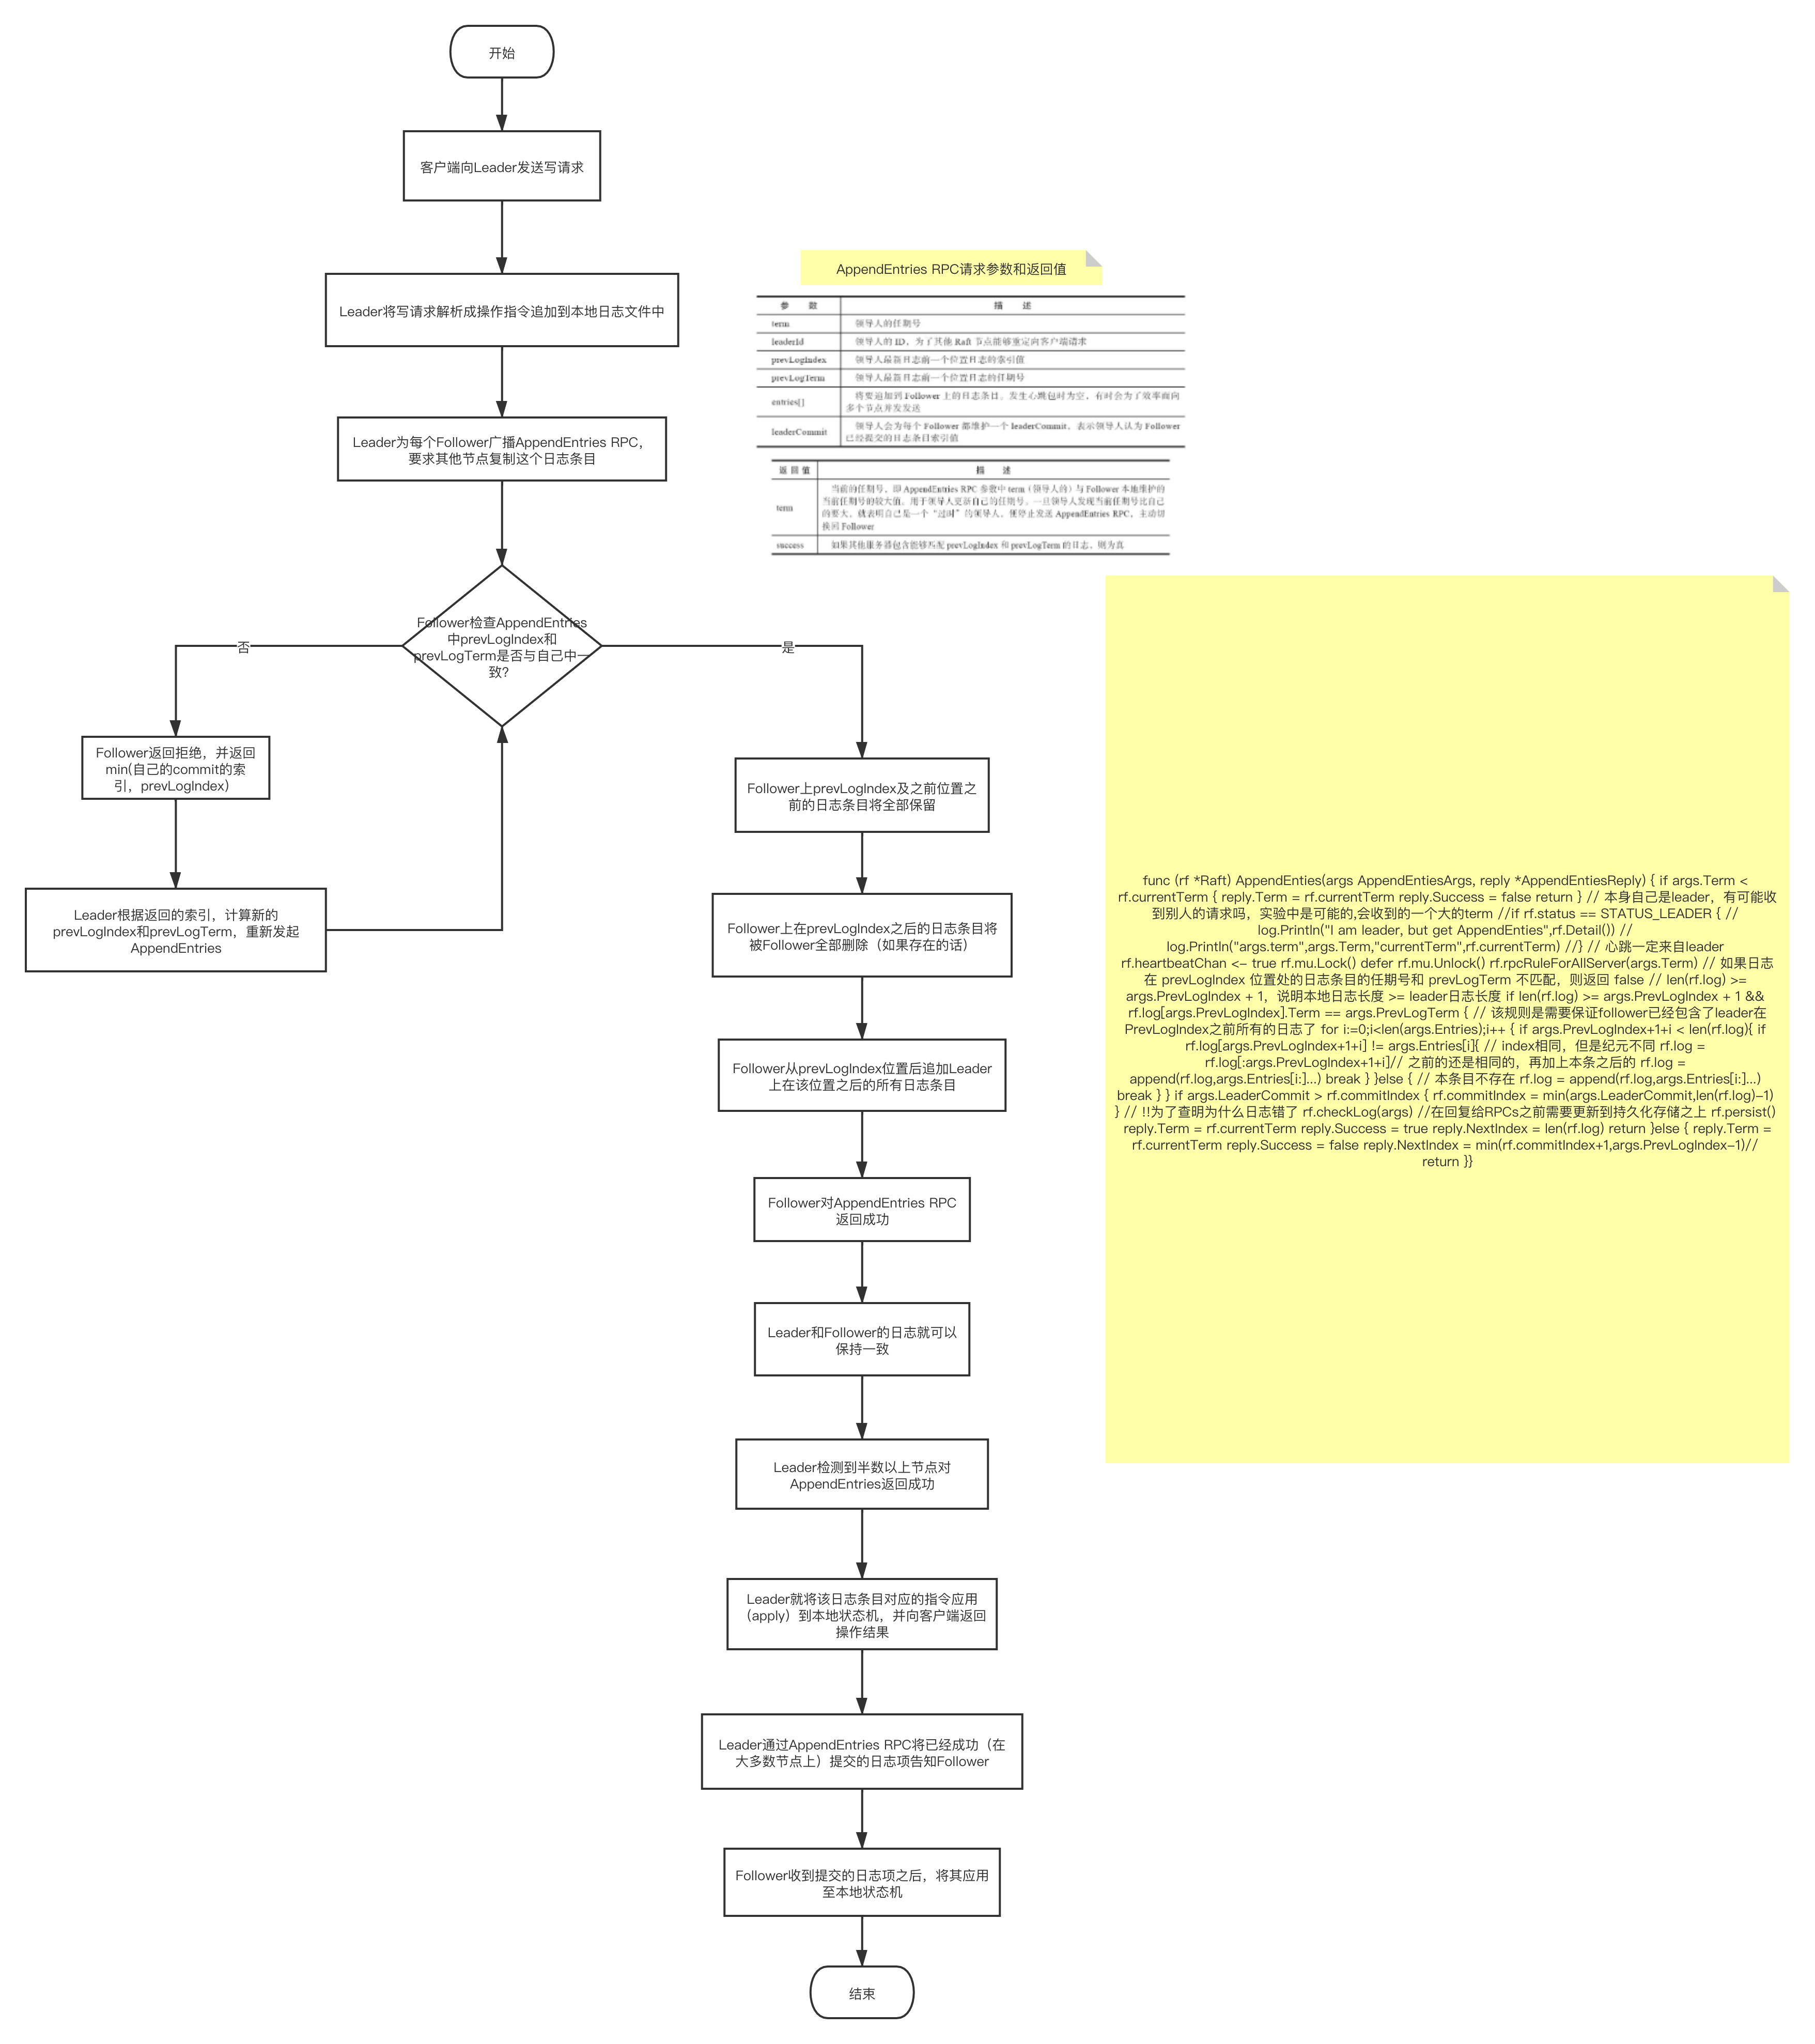 开始
客户端向Leader发送写请求
Leader将写请求解析成操作指令追加到本地日志文件中
Leader为每个Follower广播AppendEntries RPC，
要求其他节点复制这个日志条目
AppendEntries RPC请求参数和返回值
参 数 描 述
term 领导人的任期号
leaderId 领导人的 ID，为了其他 Raft 节点能够重定向客户端请求
prevLogIndex 领导人最新日志前一个位置日志的索引值
prevLogTerm 领导人最新日志前一个位置日志的任期号
entries[] 将要追加到 Follower 上的日志条目。发生心跳包时为空，有时会为了效率而向
多个节点并发发送
leaderCommit 领导人会为每个 Follower 都维护一个 leaderCommit，表示领导人认为 Follower
已经提交的日志条目索引值
返 回 值 描 述
term 当前的任期号，即 AppendEntries RPC 参数中 term（领导人的）与 Follower 本地维护的
当前任期号的较大值。用于领导人更新自己的任期号。一旦领导人发现当前任期号比自己
的要大，就表明自己是一个“过时”的领导人，便停止发送 AppendEntries RPC，主动切
换回 Follower
success 如果其他服务器包含能够匹配 prevLogIndex 和 prevLogTerm 的日志，则为真
Follower检查AppendEntries
中prevLogIndex和
prevLogTerm是否与自己中一
致？
否
是
Follower返回拒绝，并返回
min(自己的commit的索
引，prevLogIndex）
Leader根据返回的索引，计算新的
prevLogIndex和prevLogTerm，重新发起
AppendEntries
Follower上prevLogIndex及之前位置之
前的日志条目将全部保留
Follower上在prevLogIndex之后的日志条目将
被Follower全部删除（如果存在的话）
Follower从prevLogIndex位置后追加Leader
上在该位置之后的所有日志条目
Follower对AppendEntries RPC
返回成功
Leader和Follower的日志就可以
保持一致
Leader检测到半数以上节点对
AppendEntries返回成功
Leader就将该日志条目对应的指令应用
（apply）到本地状态机，并向客户端返回
操作结果
Leader通过AppendEntries RPC将已经成功（在
大多数节点上）提交的日志项告知Follower
Follower收到提交的日志项之后，将其应用
至本地状态机
结束
func (rf *Raft) AppendEnties(args AppendEntiesArgs, reply *AppendEntiesReply) { if args.Term <
rf.currentTerm { reply.Term = rf.currentTerm reply.Success = false return } // 本身自己是leader，有可能收
到别人的请求吗，实验中是可能的,会收到的一个大的term //if rf.status == STATUS_LEADER { //
log.Println("I am leader, but get AppendEnties",rf.Detail()) //
log.Println("args.term",args.Term,"currentTerm",rf.currentTerm) //} // 心跳一定来自leader
rf.heartbeatChan <- true rf.mu.Lock() defer rf.mu.Unlock() rf.rpcRuleForAllServer(args.Term) // 如果日志
在 prevLogIndex 位置处的日志条目的任期号和 prevLogTerm 不匹配，则返回 false // len(rf.log) >=
args.PrevLogIndex + 1，说明本地日志长度 >= leader日志长度 if len(rf.log) >= args.PrevLogIndex + 1 &&
rf.log[args.PrevLogIndex].Term == args.PrevLogTerm { // 该规则是需要保证follower已经包含了leader在
PrevLogIndex之前所有的日志了 for i:=0;i<len(args.Entries);i++ { if args.PrevLogIndex+1+i < len(rf.log){ if
rf.log[args.PrevLogIndex+1+i] != args.Entries[i]{ // index相同，但是纪元不同 rf.log =
rf.log[:args.PrevLogIndex+1+i]// 之前的还是相同的，再加上本条之后的 rf.log =
append(rf.log,args.Entries[i:]...) break } }else { // 本条目不存在 rf.log = append(rf.log,args.Entries[i:]...)
break } } if args.LeaderCommit > rf.commitIndex { rf.commitIndex = min(args.LeaderCommit,len(rf.log)-1)
} // !!为了查明为什么日志错了 rf.checkLog(args) //在回复给RPCs之前需要更新到持久化存储之上 rf.persist()
reply.Term = rf.currentTerm reply.Success = true reply.NextIndex = len(rf.log) return }else { reply.Term =
rf.currentTerm reply.Success = false reply.NextIndex = min(rf.commitIndex+1,args.PrevLogIndex-1)//
return }}